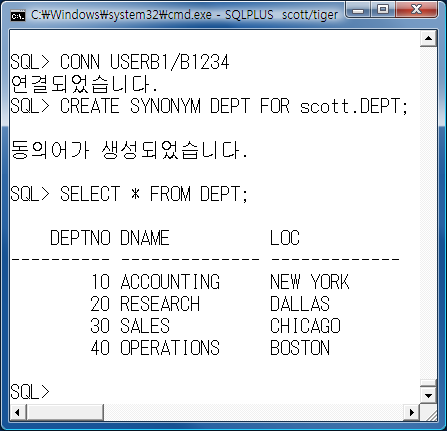 C:₩Windows₩system32₩cmd.exe - SQLPLUS  scott/tiger
SQL> CONN USERB1/B1234
연결되었습니다.
SQL> CREATE SYNONYM DEPT FOR scott.DEPT;
동의어가 생성되었습니다.
SQL> SELECT * FROM DEPT;
    DEPTNO DNAME          LOC
---------- -------------- -------------
        10 ACCOUNTING     NEW YORK
        20 RESEARCH       DALLAS
        30 SALES          CHICAGO
        40 OPERATIONS     BOSTON
SQL>